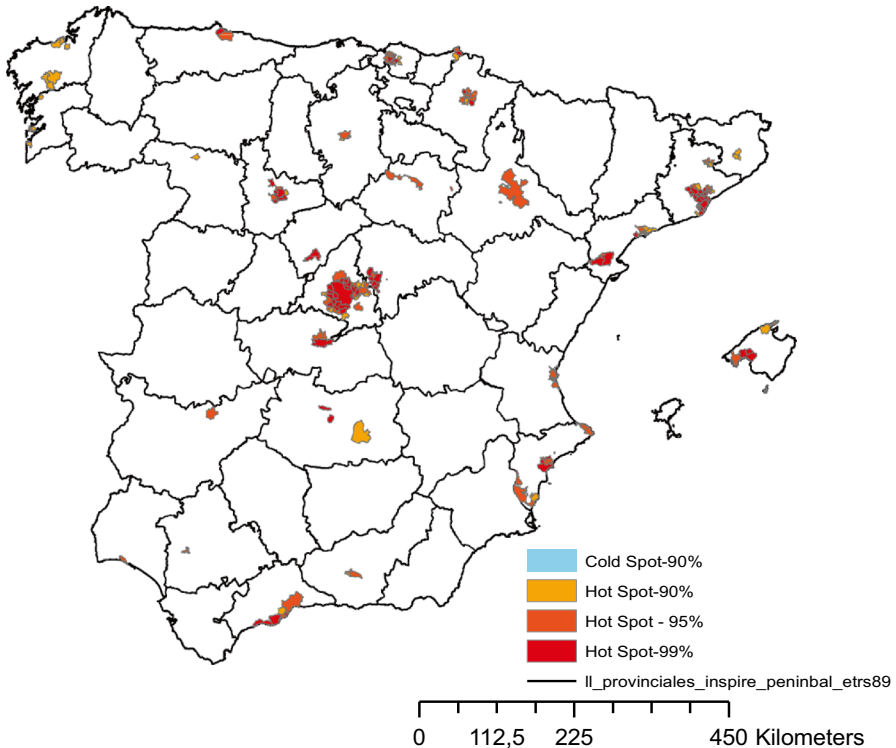 Cold Spot-90%
Hot Spot-90%
Hot Spot - 95%
Hot Spot-99%
ll_provinciales_inspire_peninbal_etrs89
0 112,5 225 450 Kilometers